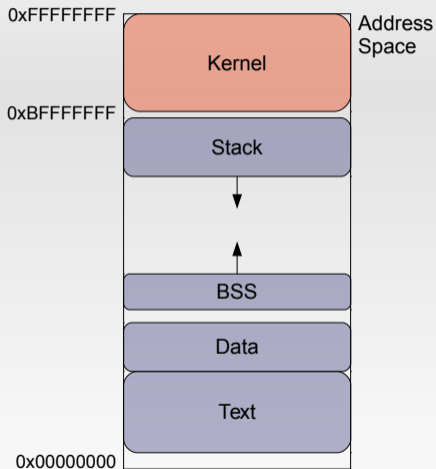 0xFFFFFFFF
Address
Space
Kernel
0xBFFFFFFF
Stack
BSS
Data
Text
0x00000000